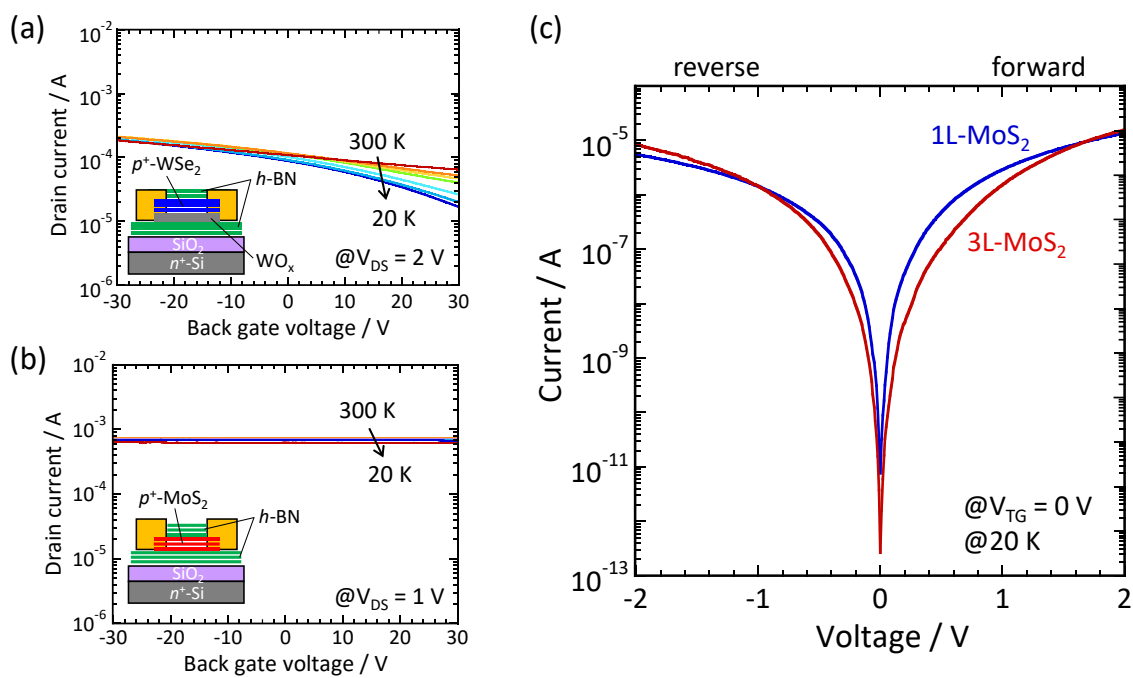 (a)
Drain current / A
10⁻²
10⁻³
10⁻⁴
10⁻⁵
10⁻⁶
300 K
20 K
p⁺-WSe₂
h-BN
SiO₂
n⁺-Si
WOₓ
@V_DS = 2 V
-30 -20 -10 0 10 20 30
Back gate voltage / V
(b)
Drain current / A
10⁻²
10⁻³
10⁻⁴
10⁻⁵
10⁻⁶
300 K
20 K
p⁺-MoS₂
h-BN
SiO₂
n⁺-Si
@V_DS = 1 V
-30 -20 -10 0 10 20 30
Back gate voltage / V
(c)
reverse forward
Current / A
10⁻⁵
10⁻⁷
10⁻⁹
10⁻¹¹
10⁻¹³
1L-MoS₂
3L-MoS₂
@V_TG = 0 V
@20 K
-2 -1 0 1 2
Voltage / V